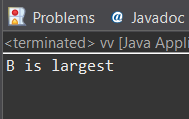 Problems @ Javadoc
<terminated> vv [Java Appli
B is largest